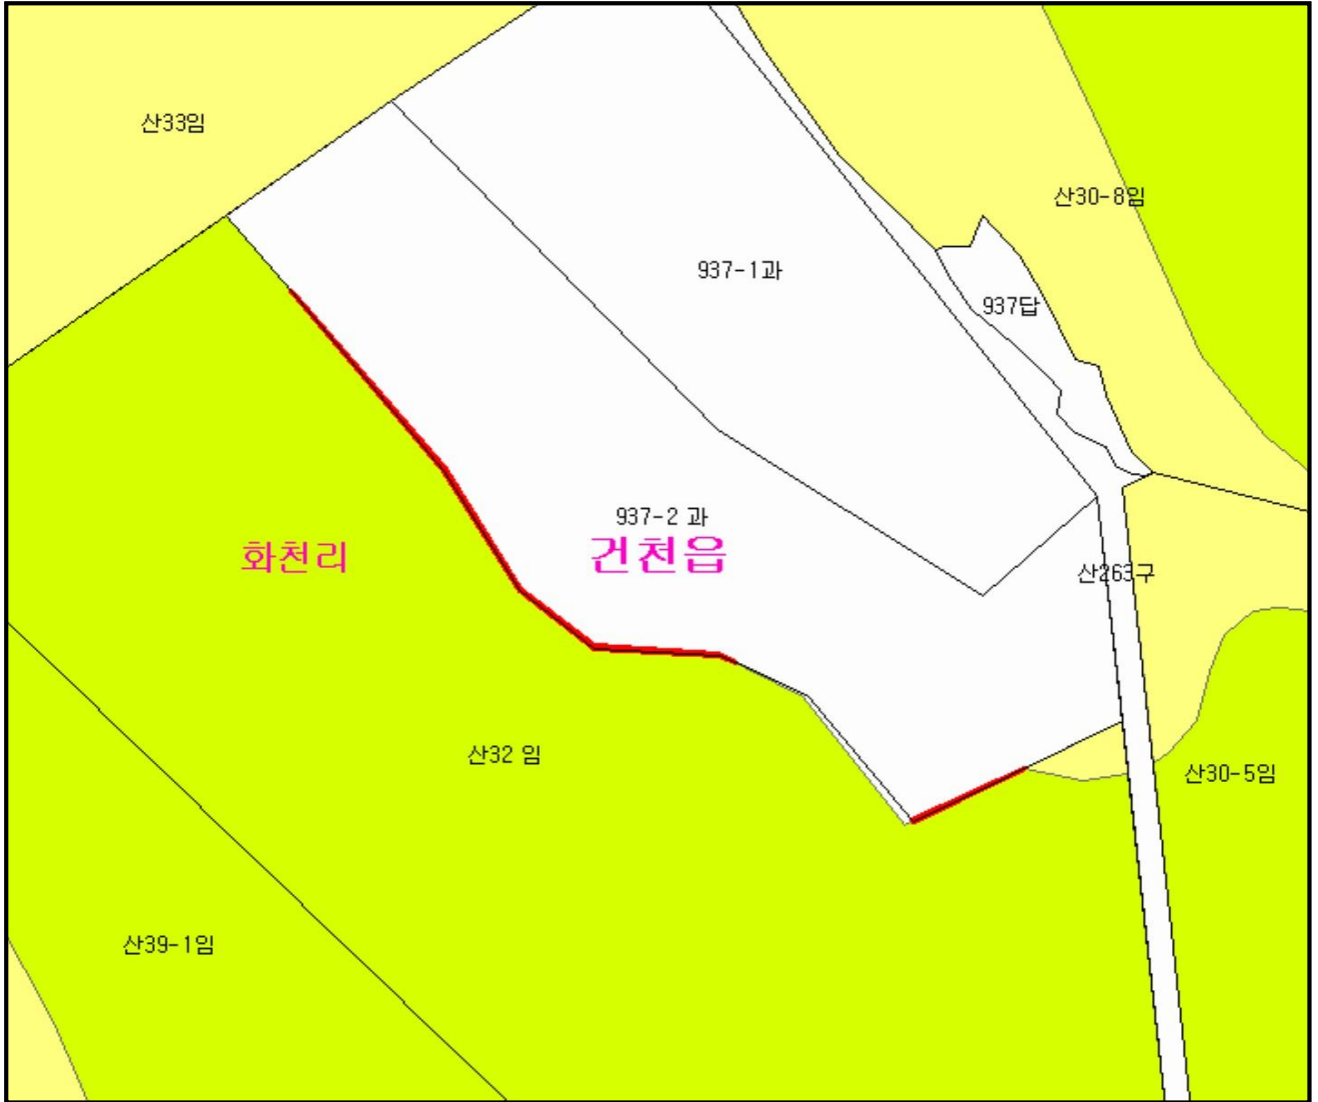 산33임
산30-8임
937-1과
937답
937-2 과
화천리
건천읍
산263구
산32 임
산30-5임
산39-1임